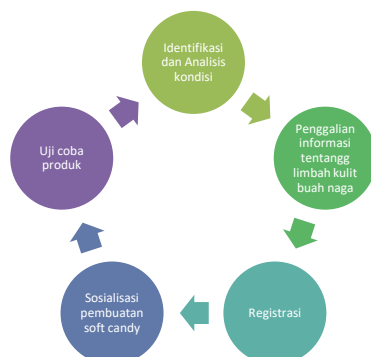 Identifikasi
dan Analisis
kondisi
Penggalian
informasi
tentangg
limbah kulit
buah naga
Registrasi
Sosialisasi
pembuatan
soft candy
Uji coba
produk